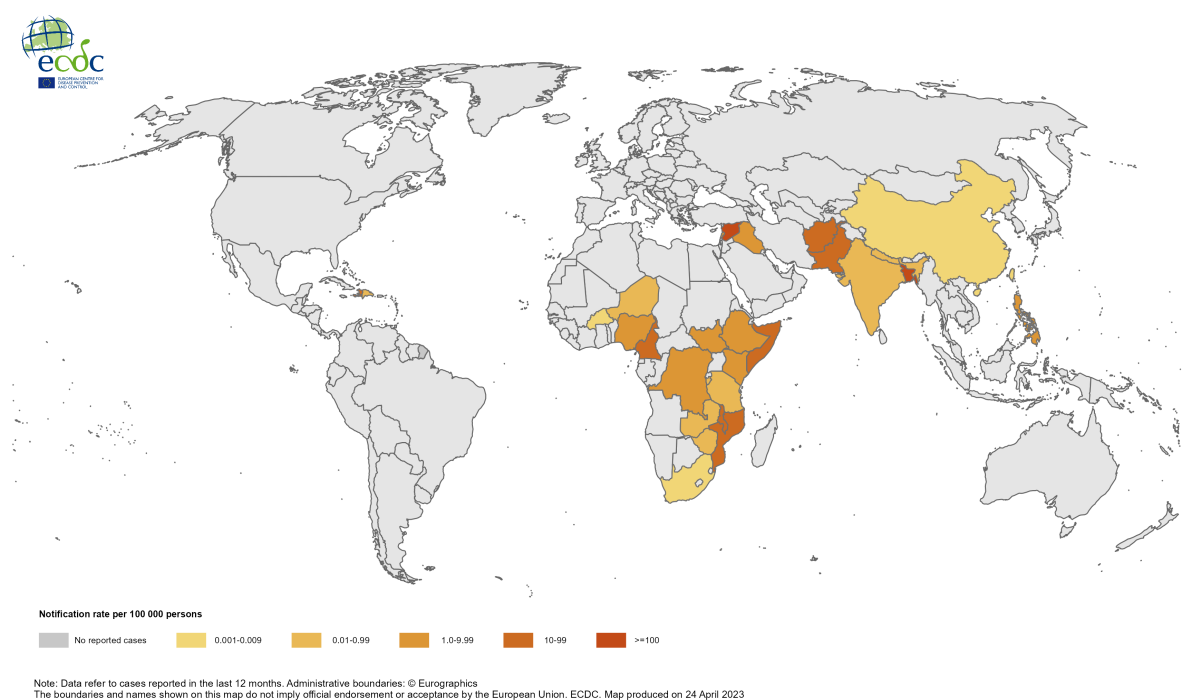 ecdc
EUROPEAN CENTRE FOR
DISEASE PREVENTION
AND CONTROL
Notification rate per 100 000 persons
No reported cases
0.001-0.009
0.01-0.99
1.0-9.99
10-99
>=100
Note: Data refer to cases reported in the last 12 months. Administrative boundaries: © Eurographics
The boundaries and names shown on this map do not imply official endorsement or acceptance by the European Union. ECDC. Map produced on 24 April 2023